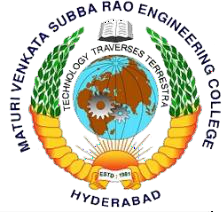 MATURI VENKATA SUBBA RAO ENGINEERING COLLEGE
TECHNOLOGY TRAVERSES TERRESTRA
ESTD : 1981
HYDERABAD